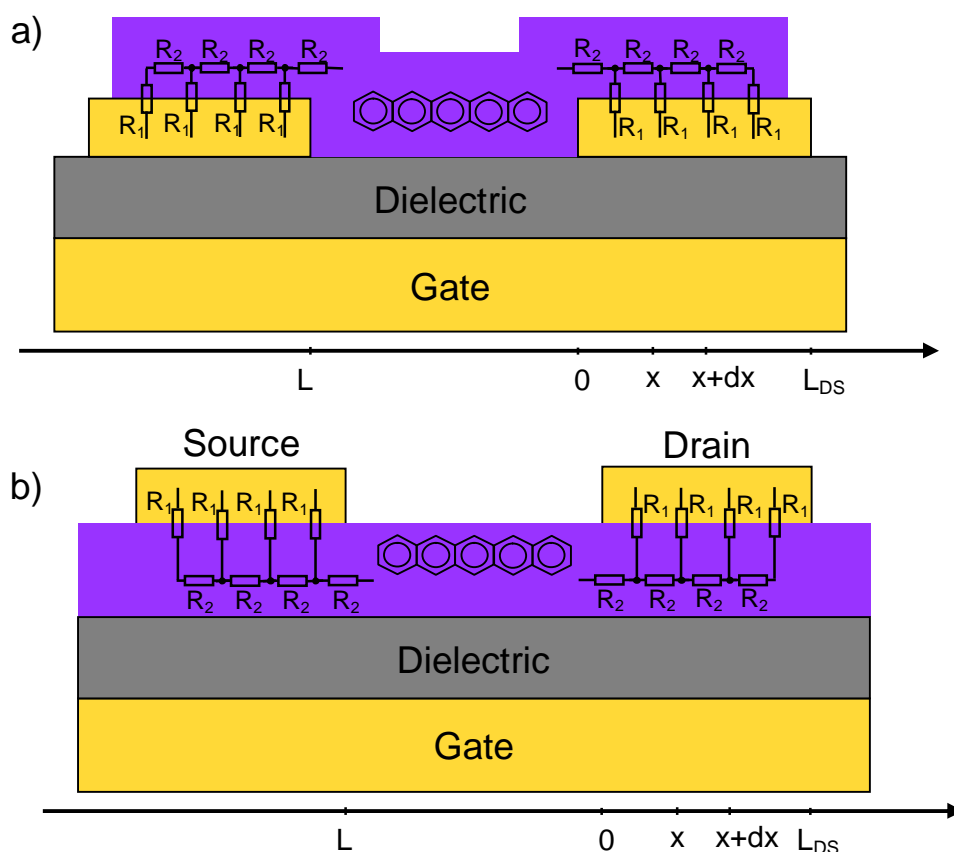 a)
R2 R2 R2 R2
R2 R2 R2 R2
R1 R1 R1 R1
R1 R1 R1 R1
Dielectric
Gate
L 0 x x+dx LDS
Source Drain
b)
R1 R1 R1 R1
R1 R1 R1 R1
R2 R2 R2 R2
R2 R2 R2 R2
Dielectric
Gate
L 0 x x+dx LDS